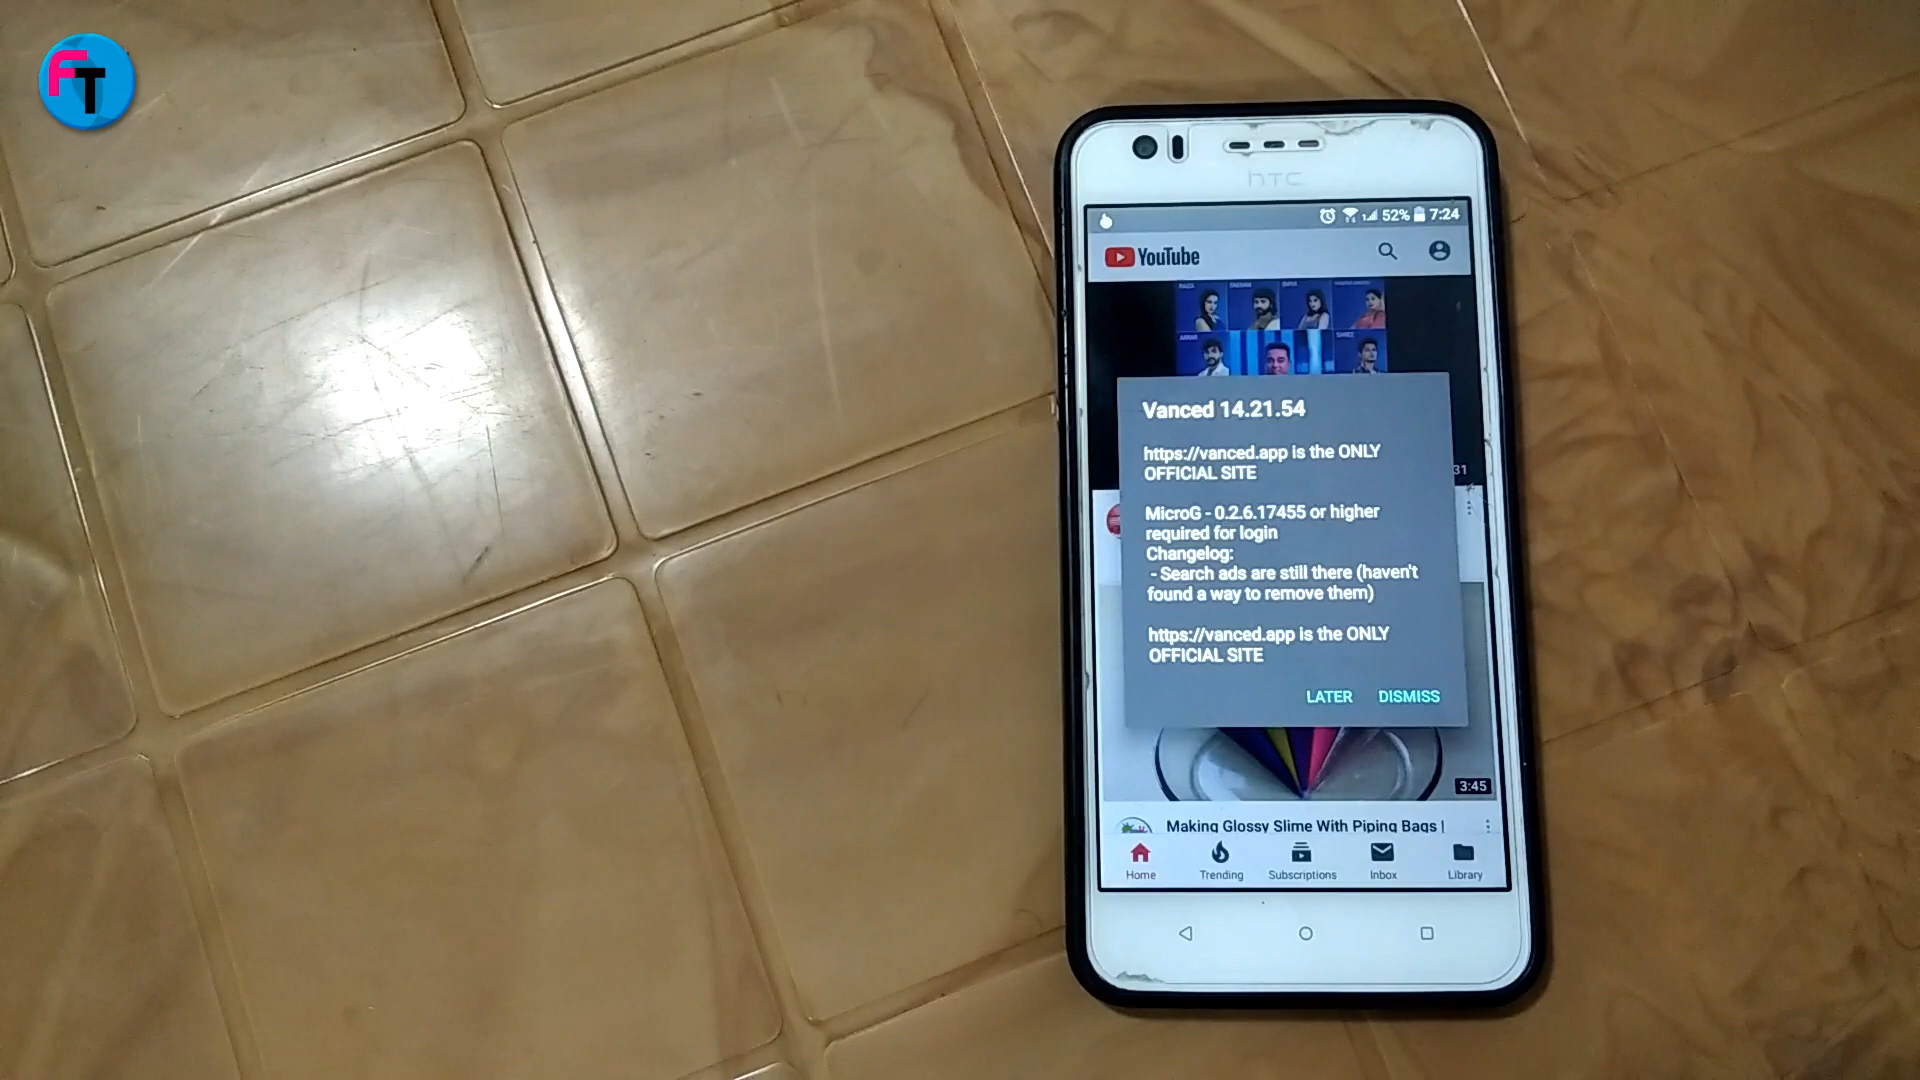 FT
hTC
52% 7:24
YouTube
31
Vanced 14.21.54
https://vanced.app is the ONLY
OFFICIAL SITE
MicroG - 0.2.6.17455 or higher
required for login
Changelog:
- Search ads are still there (haven't
found a way to remove them)
https://vanced.app is the ONLY
OFFICIAL SITE
LATER DISMISS
3:45
Making Glossy Slime With Piping Bags |
Home Trending Subscriptions Inbox Library